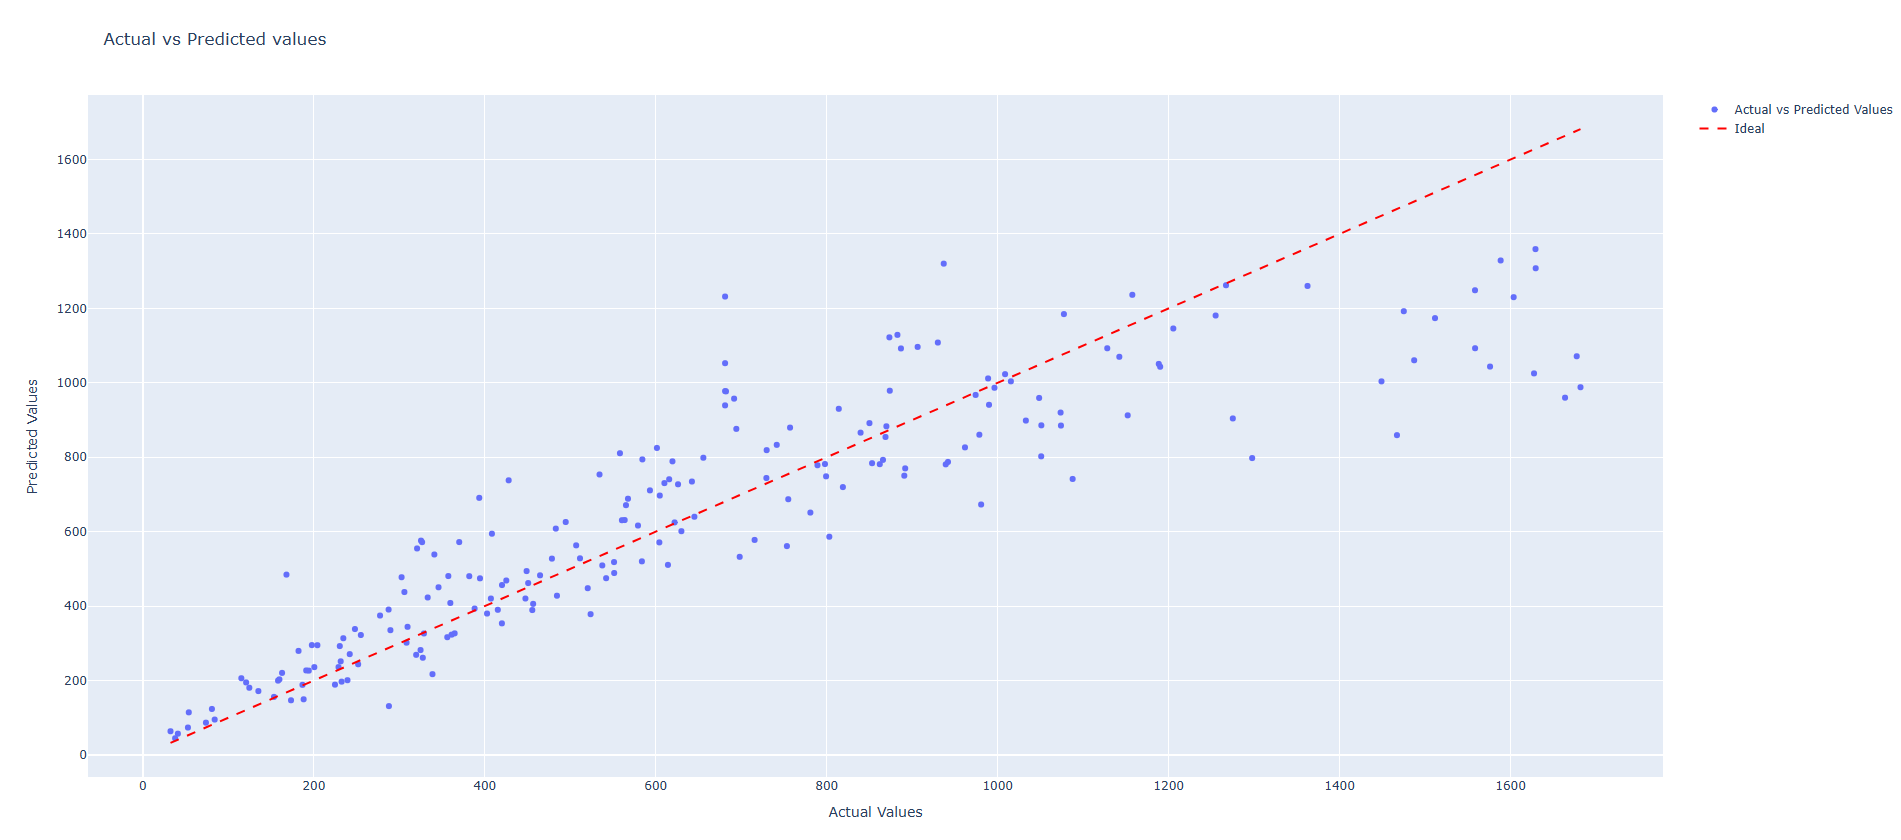 Actual vs Predicted values
Actual vs Predicted Values
Ideal
1600
1400
1200
1000
800
600
400
200
0
Predicted Values
0 200 400 600 800 1000 1200 1400 1600
Actual Values